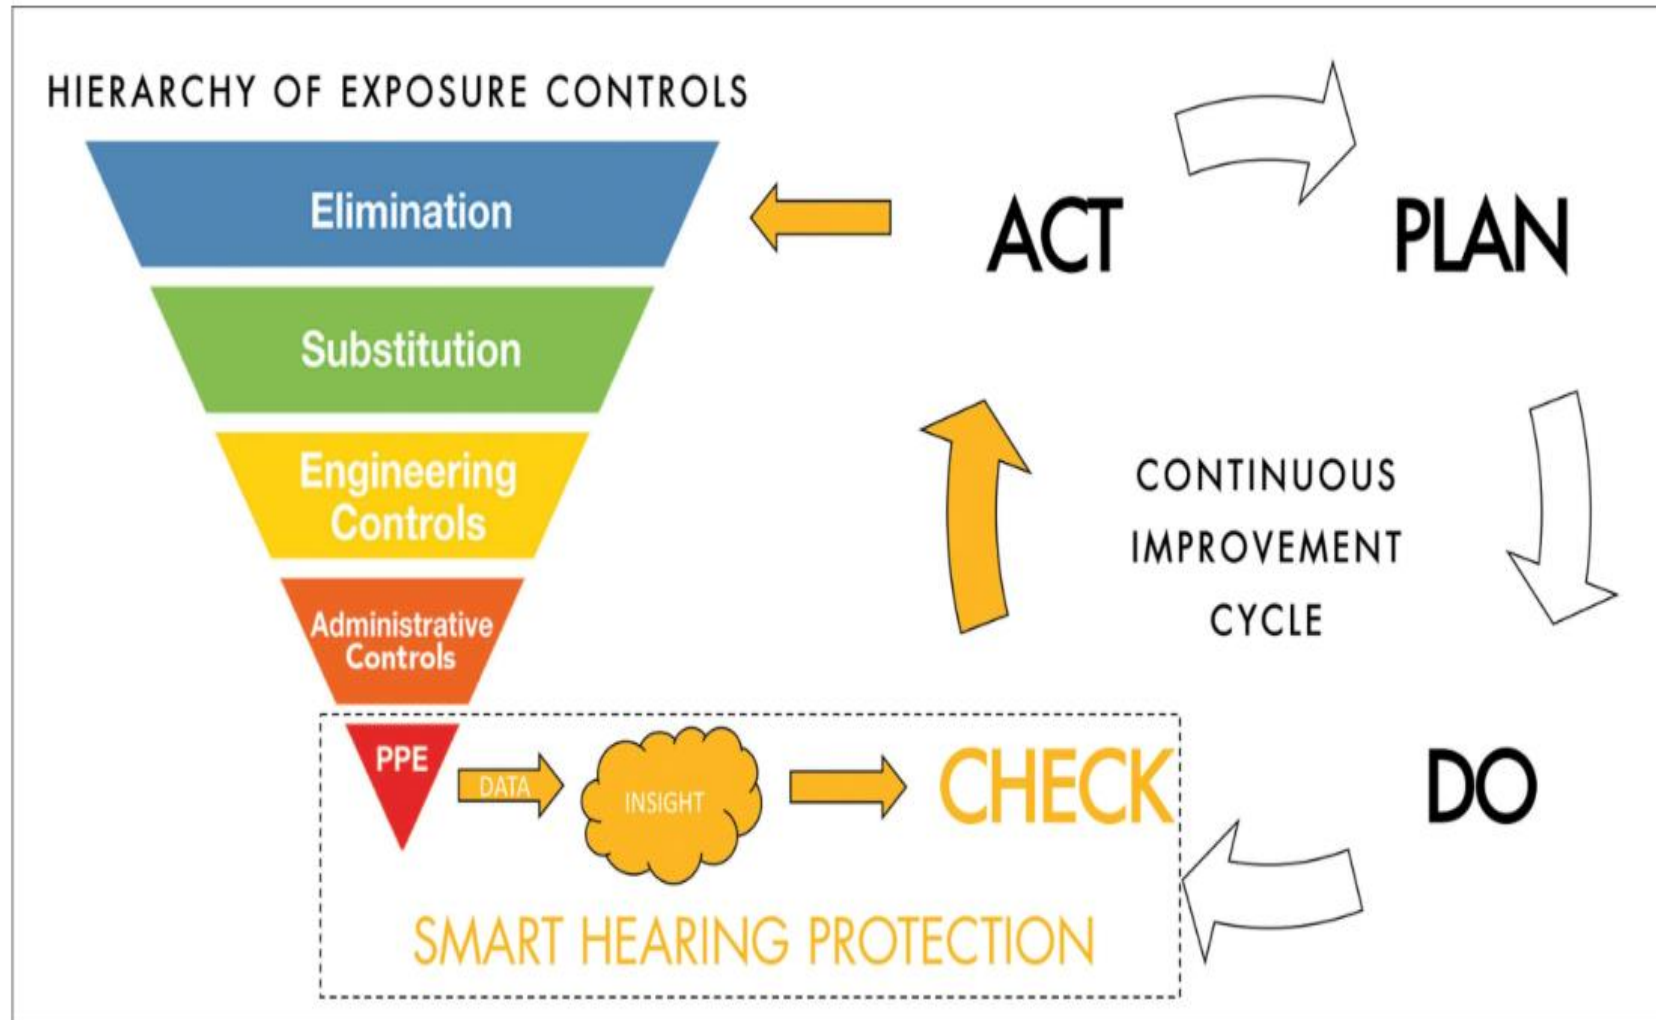 HIERARCHY OF EXPOSURE CONTROLS
Elimination
Substitution
Engineering
Controls
Administrative
Controls
PPE
DATA
INSIGHT
CHECK
SMART HEARING PROTECTION
ACT
PLAN
CONTINUOUS
IMPROVEMENT
CYCLE
DO